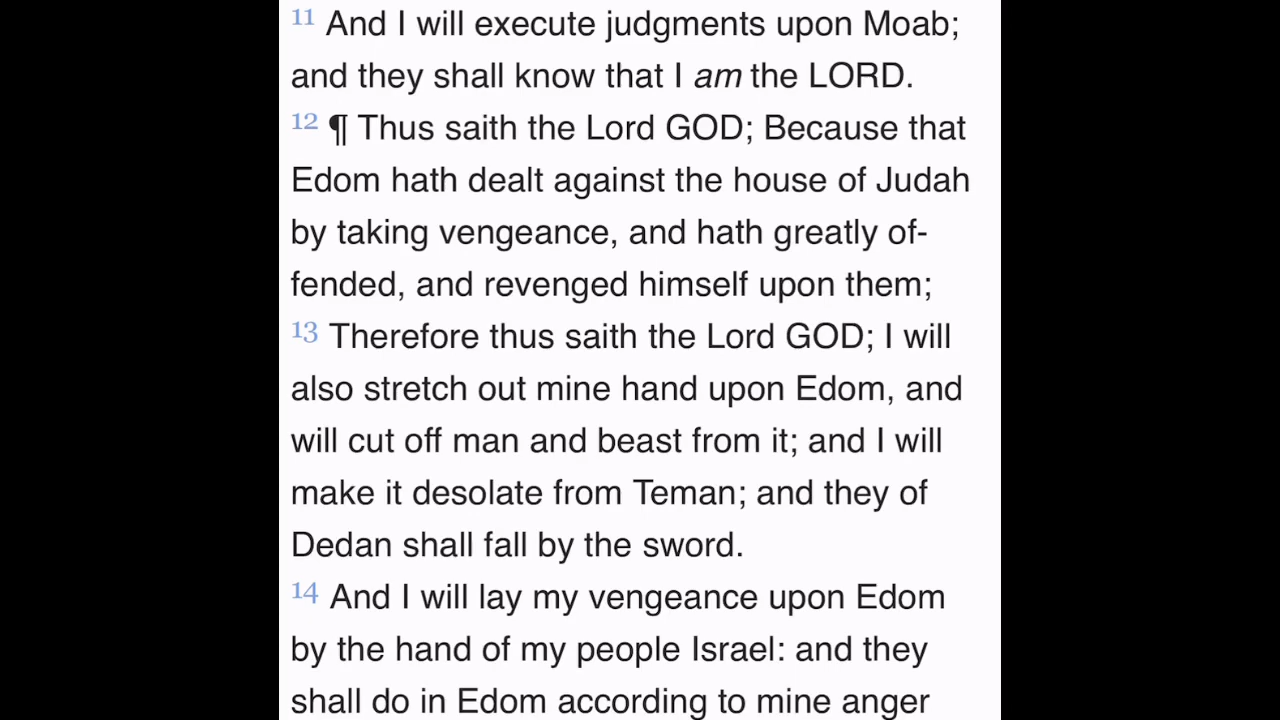 11 And I will execute judgments upon Moab;
and they shall know that I am the LORD.
12 ¶ Thus saith the Lord GOD; Because that
Edom hath dealt against the house of Judah
by taking vengeance, and hath greatly of-
fended, and revenged himself upon them;
13 Therefore thus saith the Lord GOD; I will
also stretch out mine hand upon Edom, and
will cut off man and beast from it; and I will
make it desolate from Teman; and they of
Dedan shall fall by the sword.
14 And I will lay my vengeance upon Edom
by the hand of my people Israel: and they
shall do in Edom according to mine anger